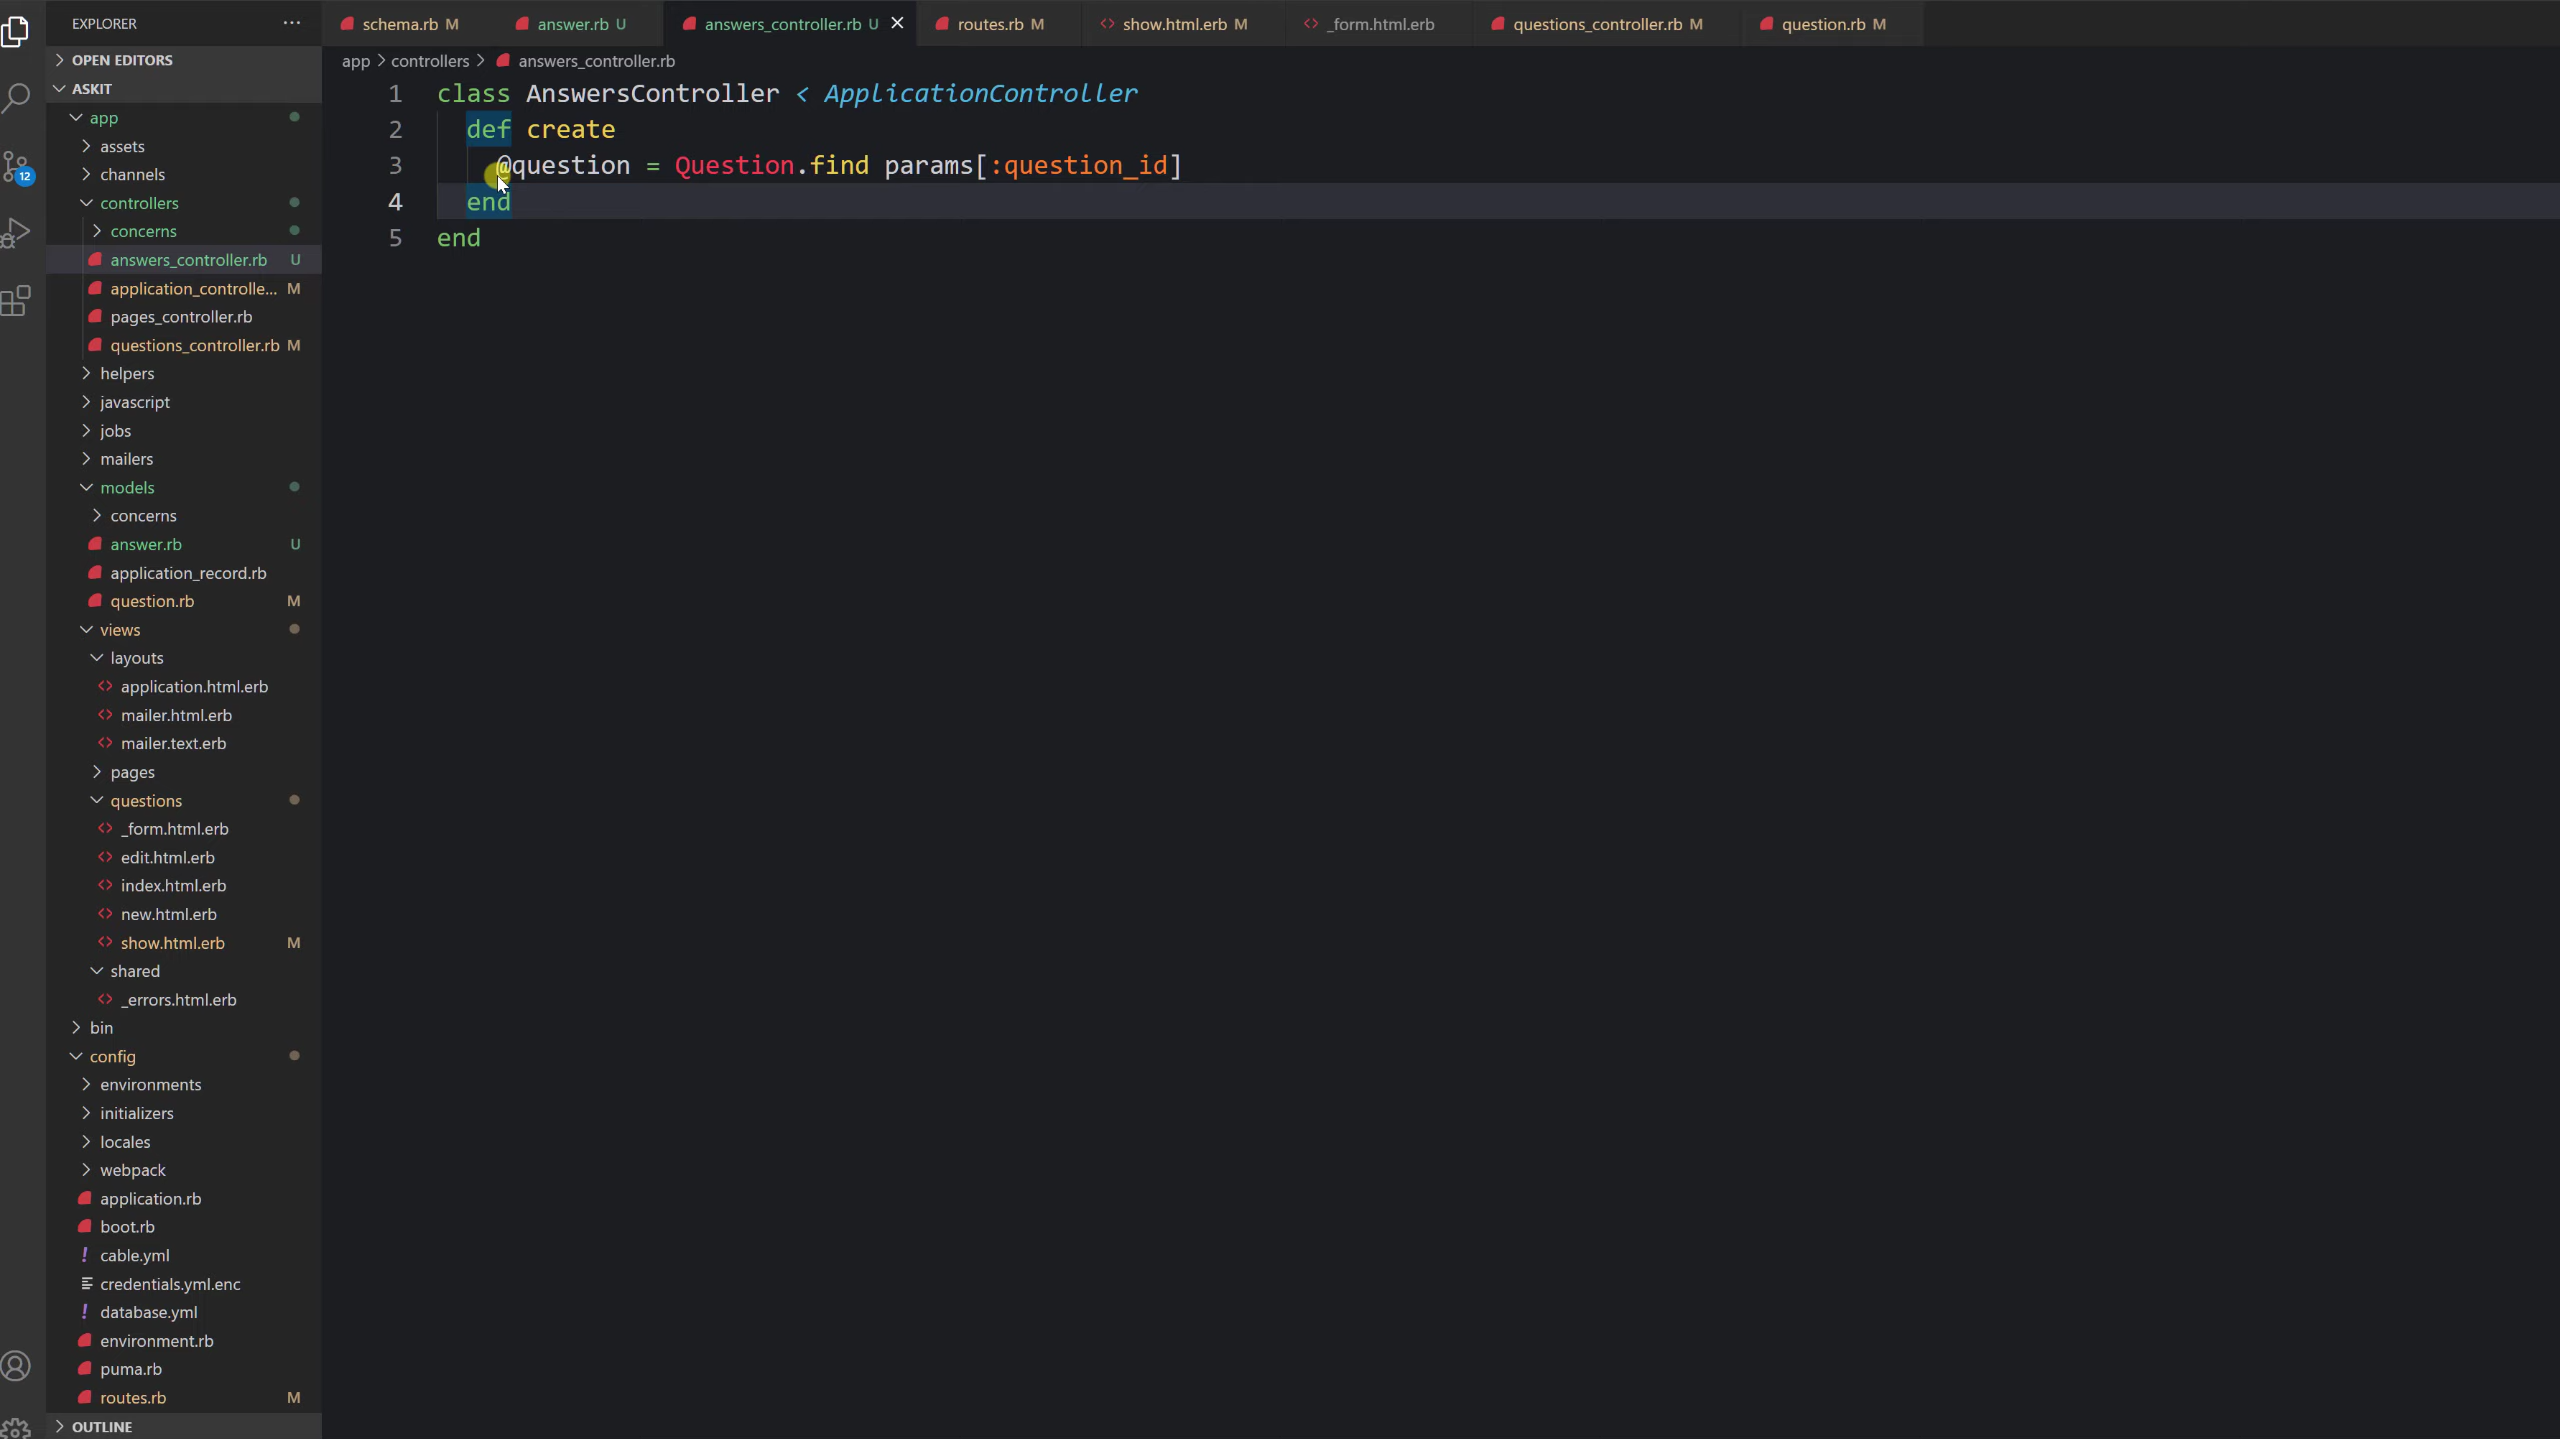 EXPLORER
OPEN EDITORS
ASKIT
app
assets
channels
controllers
concerns
answers_controller.rb U
application_controlle... M
pages_controller.rb
questions_controller.rb M
helpers
javascript
jobs
mailers
models
concerns
answer.rb U
application_record.rb
question.rb M
views
layouts
application.html.erb
mailer.html.erb
mailer.text.erb
pages
questions
_form.html.erb
edit.html.erb
index.html.erb
new.html.erb
show.html.erb M
shared
_errors.html.erb
bin
config
environments
initializers
locales
webpack
application.rb
boot.rb
! cable.yml
credentials.yml.enc
! database.yml
environment.rb
puma.rb
routes.rb M
OUTLINE
12
schema.rb M answer.rb U answers_controller.rb U routes.rb M show.html.erb M _form.html.erb questions_controller.rb M question.rb M
app > controllers > answers_controller.rb
1 class AnswersController < ApplicationController
2 def create
3 @question = Question.find params[:question_id]
4 end
5 end